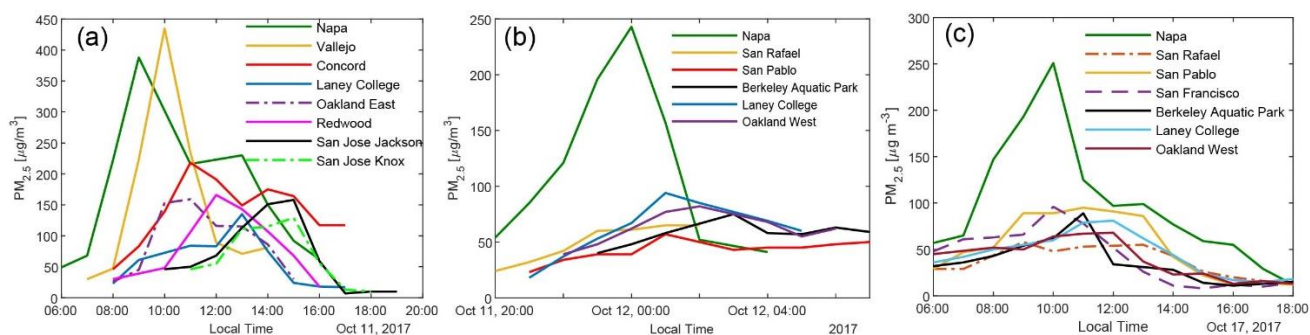 (a)
PM2.5 [µg/m³]
450
400
350
300
250
200
150
100
50
0
Napa
Vallejo
Concord
Laney College
Oakland East
Redwood
San Jose Jackson
San Jose Knox
06:00 08:00 10:00 12:00 14:00 16:00 18:00 20:00
Local Time Oct 11, 2017
(b)
PM2.5 [µg/m³]
250
200
150
100
50
0
Napa
San Rafael
San Pablo
Berkeley Aquatic Park
Laney College
Oakland West
Oct 11, 20:00 Oct 12, 00:00 Oct 12, 04:00
Local Time 2017
(c)
PM2.5 [µg m-3]
300
250
200
150
100
50
0
Napa
San Rafael
San Pablo
San Francisco
Berkeley Aquatic Park
Laney College
Oakland West
06:00 08:00 10:00 12:00 14:00 16:00 18:00
Local Time Oct 17, 2017